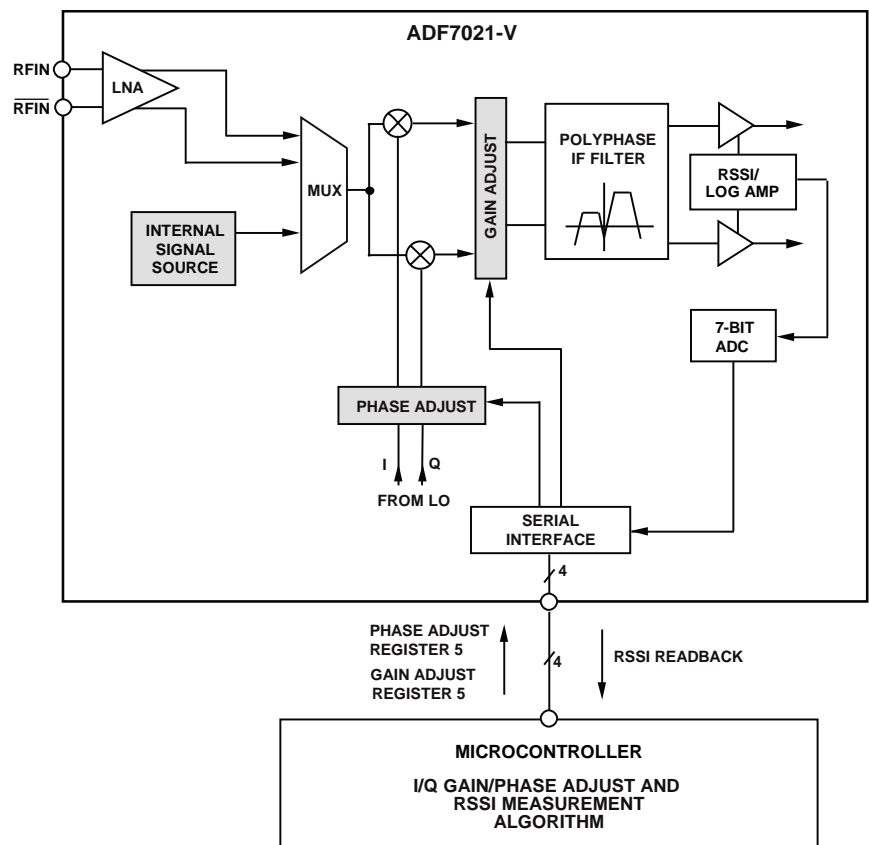 ADF7021-V
RFIN
RFIN
LNA
MUX
INTERNAL
SIGNAL
SOURCE
GAIN ADJUST
POLYPHASE
IF FILTER
RSSI/
LOG AMP
7-BIT
ADC
PHASE ADJUST
I
Q
FROM LO
SERIAL
INTERFACE
4
PHASE ADJUST
REGISTER 5
GAIN ADJUST
REGISTER 5
4
RSSI READBACK
MICROCONTROLLER
I/Q GAIN/PHASE ADJUST AND
RSSI MEASUREMENT
ALGORITHM